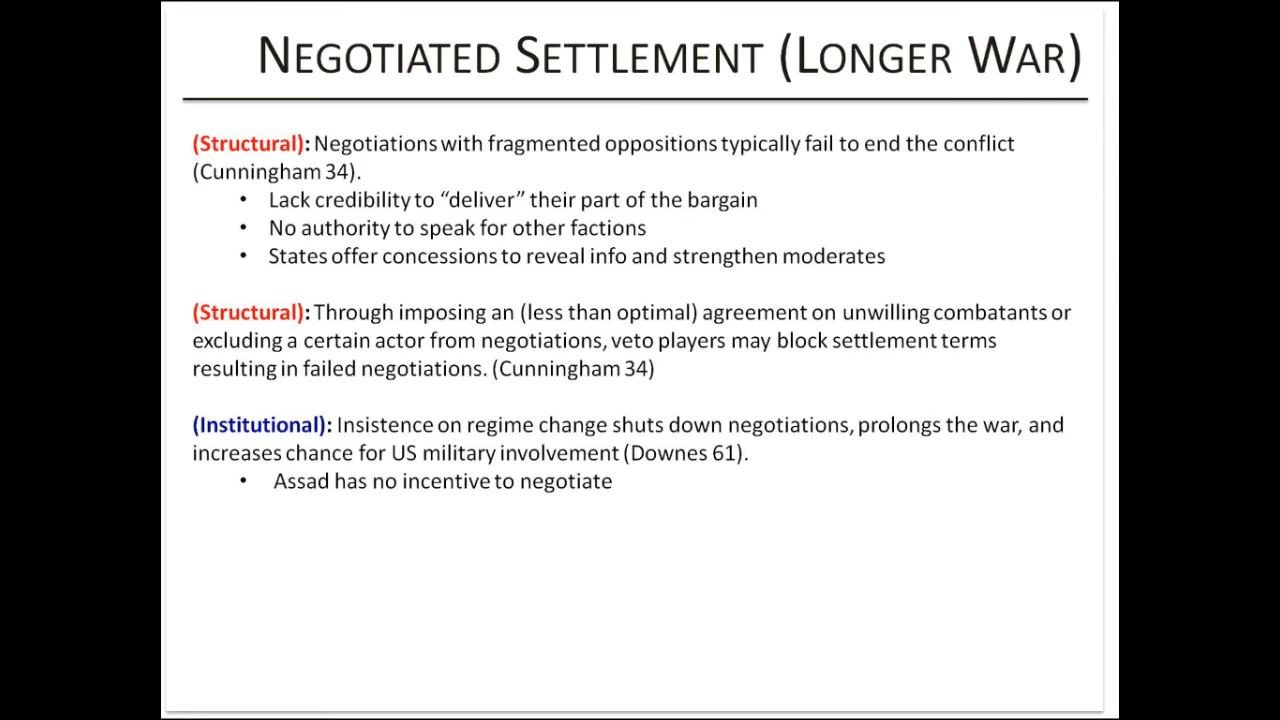 NEGOTIATED SETTLEMENT (LONGER WAR)
(Structural): Negotiations with fragmented oppositions typically fail to end the conflict
(Cunningham 34).
• Lack credibility to “deliver” their part of the bargain
• No authority to speak for other factions
• States offer concessions to reveal info and strengthen moderates
(Structural): Through imposing an (less than optimal) agreement on unwilling combatants or
excluding a certain actor from negotiations, veto players may block settlement terms
resulting in failed negotiations. (Cunningham 34)
(Institutional): Insistence on regime change shuts down negotiations, prolongs the war, and
increases chance for US military involvement (Downes 61).
• Assad has no incentive to negotiate